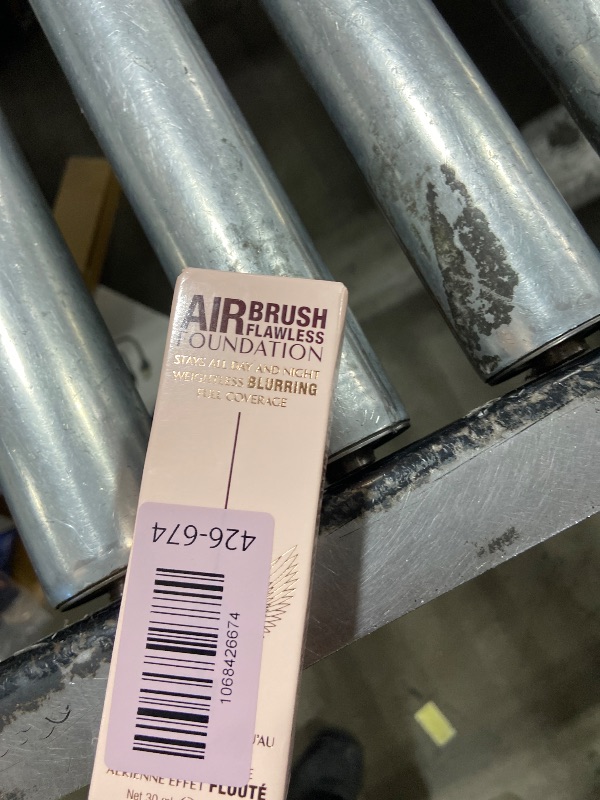 AIRBRUSH
FLAWLESS
FOUNDATION
STAYS ALL DAY AND NIGHT
WEIGHTLESS BLURRING
FULL COVERAGE
426-674
1068426674
'AU
AÉRIENNE EFFET FLOUTÉ
Net 30 mL